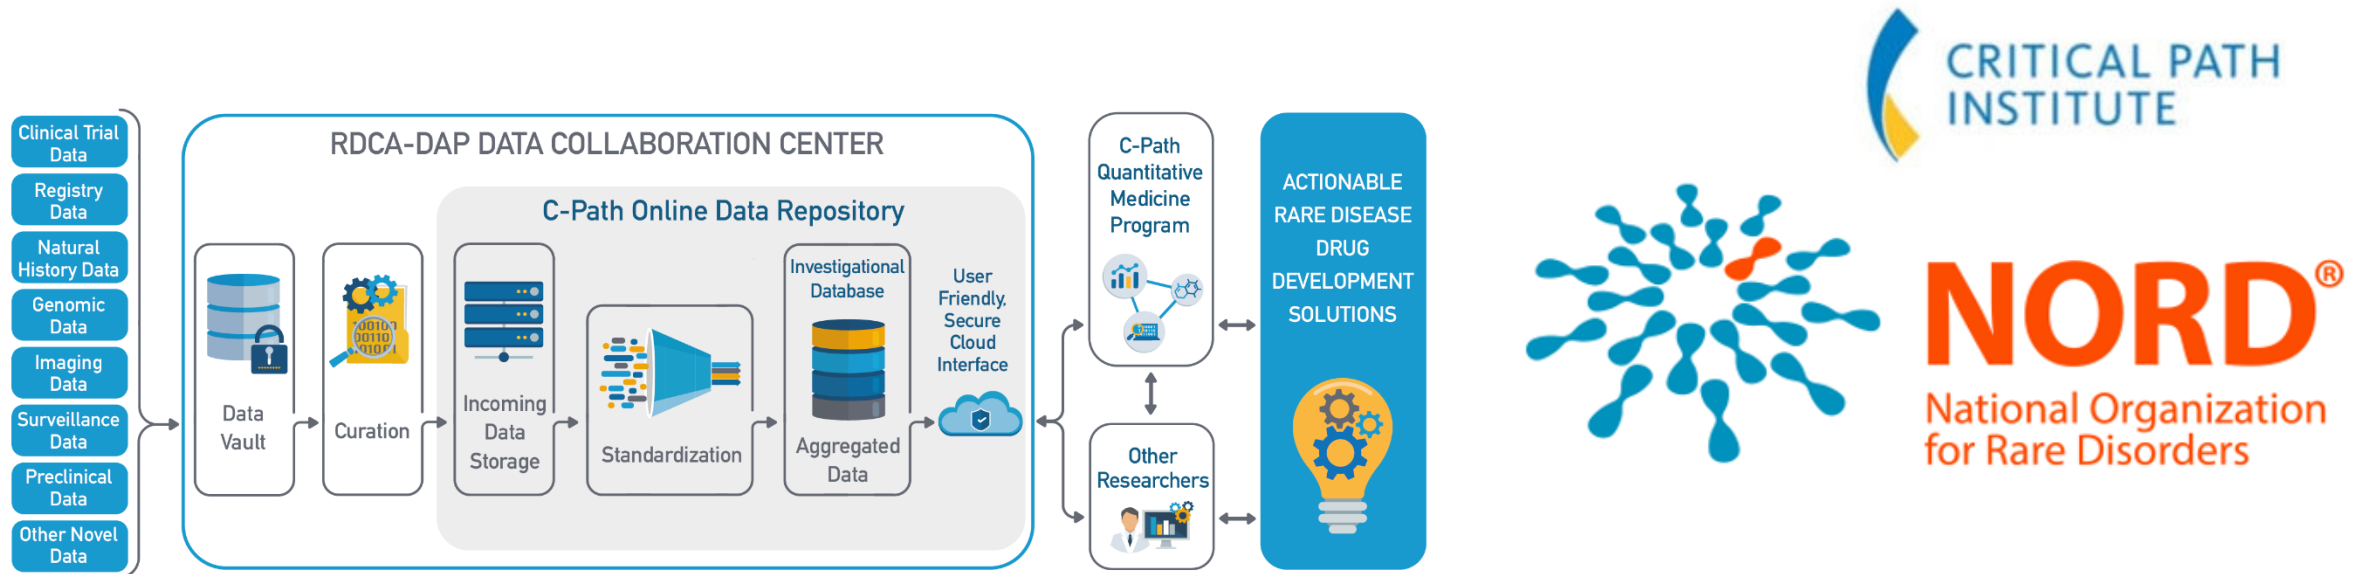 Clinical Trial
Data
Registry
Data
Natural
History Data
Genomic
Data
Imaging
Data
Surveillance
Data
Preclinical
Data
Other Novel
Data
RDCA-DAP DATA COLLABORATION CENTER
C-Path Online Data Repository
Data
Vault
100100
00110
01001
Curation
Incoming
Data
Storage
Standardization
Investigational
Database
Aggregated
Data
User
Friendly,
Secure
Cloud
Interface
C-Path
Quantitative
Medicine
Program
Other
Researchers
ACTIONABLE
RARE DISEASE
DRUG
DEVELOPMENT
SOLUTIONS
CRITICAL PATH
INSTITUTE
NORD®
National Organization
for Rare Disorders